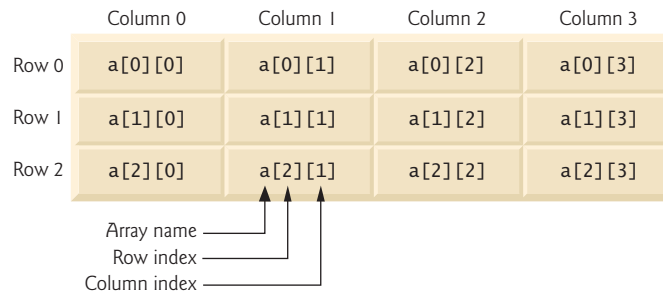 Column 0 Column 1 Column 2 Column 3
Row 0 a[0][0] a[0][1] a[0][2] a[0][3]
Row 1 a[1][0] a[1][1] a[1][2] a[1][3]
Row 2 a[2][0] a[2][1] a[2][2] a[2][3]
Array name
Row index
Column index